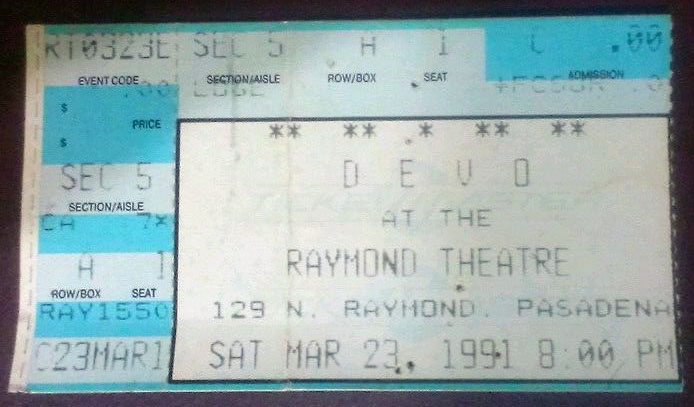 RT0323E SEC 5 H 1 C .00
EVENT CODE SECTION/AISLE ROW/BOX SEAT ADMISSION
$
PRICE
$
** ** * ** **
D E V O
SEC 5
SECTION/AISLE
AT THE
CA 7*
RAYMOND THEATRE
H 1
ROW/BOX SEAT
RAY1550 129 N. RAYMOND. PASADENA
C23MAR1 SAT MAR 23, 1991 8:00 PM